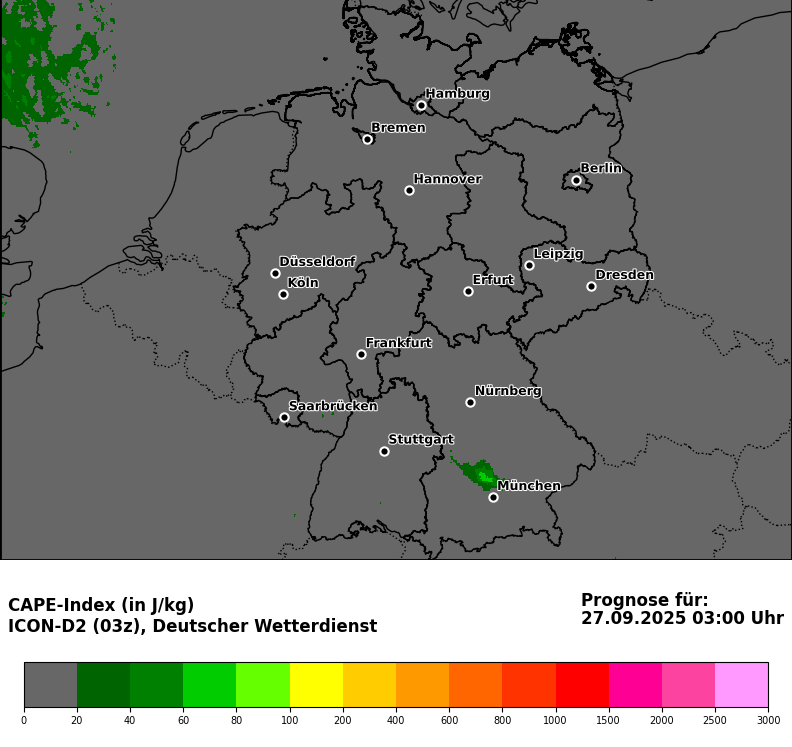 Hamburg
Bremen
Hannover
Berlin
Düsseldorf
Köln
Leipzig
Erfurt
Dresden
Frankfurt
Nürnberg
Saarbrücken
Stuttgart
München
CAPE-Index (in J/kg)
ICON-D2 (03z), Deutscher Wetterdienst
Prognose für:
27.09.2025 03:00 Uhr
0 20 40 60 80 100 200 400 600 800 1000 1500 2000 2500 3000